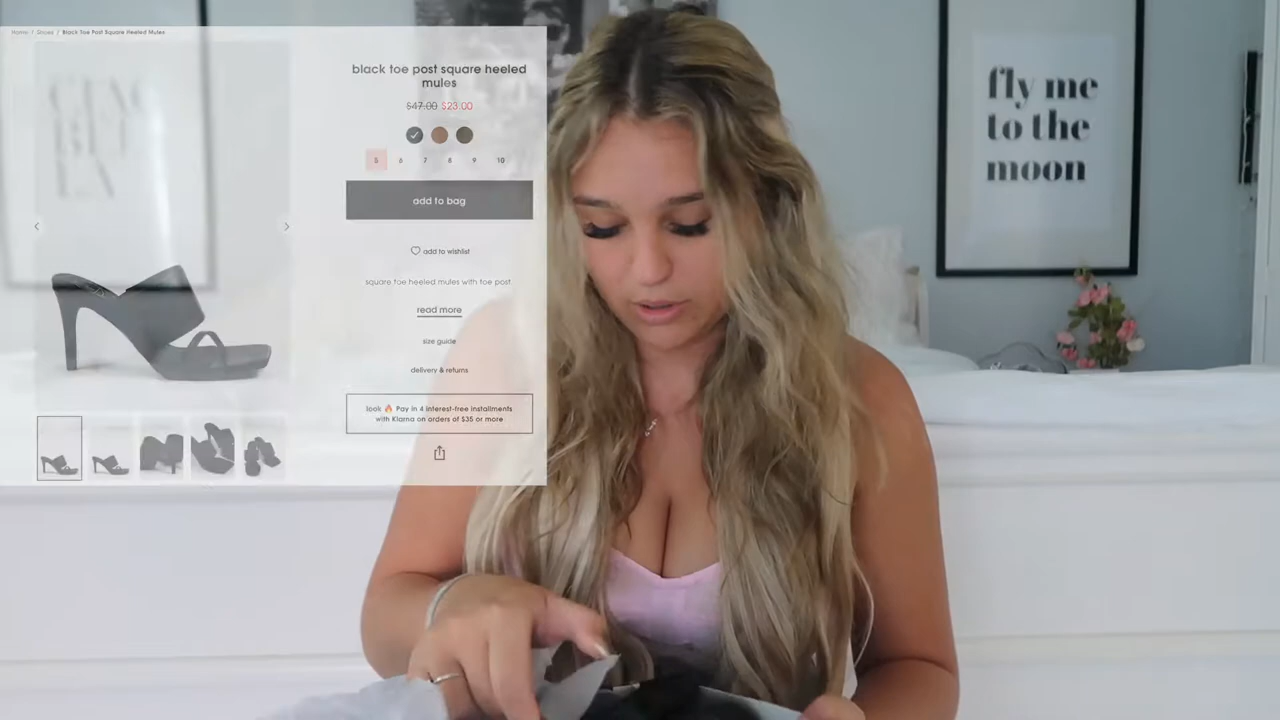 Home / Shoes / Black Toe Post Square Heeled Mules
black toe post square heeled
mules
$47.00 $23.00
5 6 7 8 9 10
add to bag
add to wishlist
square toe heeled mules with toe post.
read more
size guide
delivery & returns
look 🔥 Pay in 4 interest-free installments
with Klarna on orders of $35 or more
fly me
to the
moon